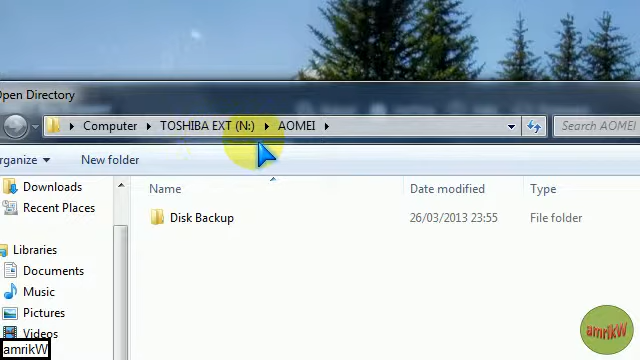 Open Directory
Computer TOSHIBA EXT (N:) AOMEI
Search AOMEI
rganize New folder
Name Date modified Type
Downloads
Recent Places
Disk Backup 26/03/2013 23:55 File folder
Libraries
Documents
Music
Pictures
Videos
amrikW
amrikW